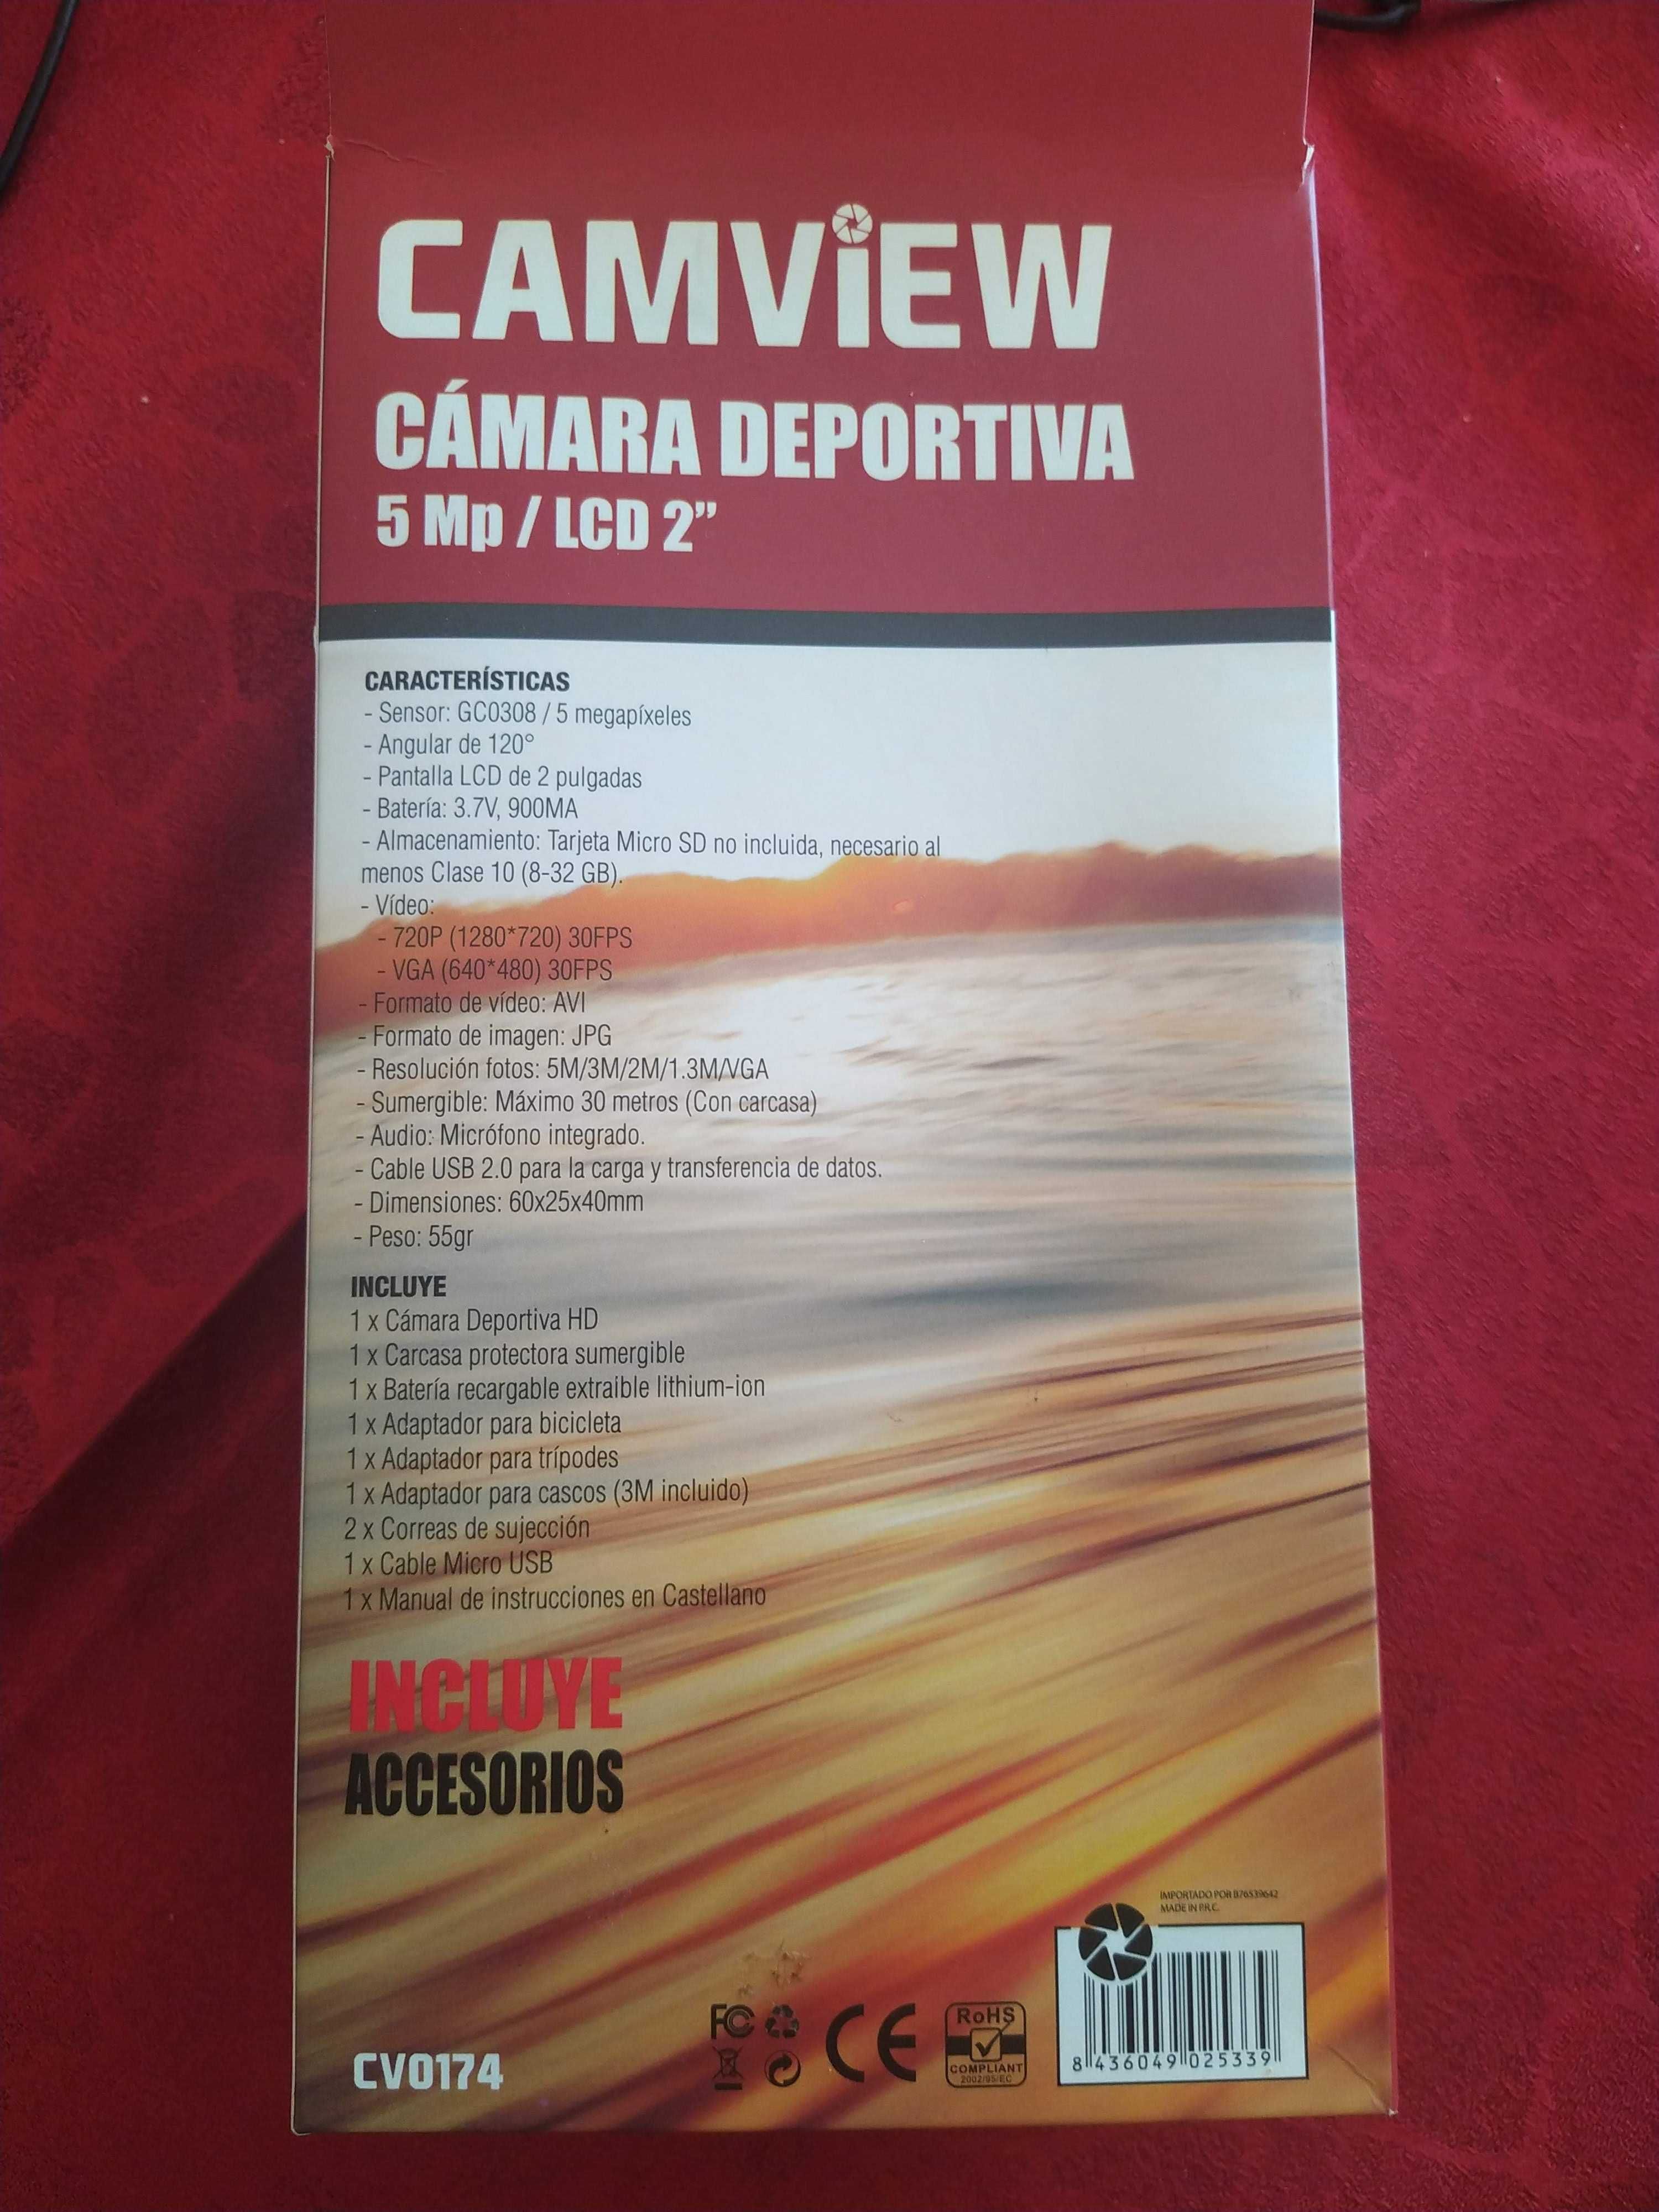 CAMViEW
CÁMARA DEPORTIVA
5 Mp / LCD 2”
CARACTERÍSTICAS
- Sensor: GC0308 / 5 megapíxeles
- Angular de 120°
- Pantalla LCD de 2 pulgadas
- Batería: 3.7V, 900MA
- Almacenamiento: Tarjeta Micro SD no incluida, necesario al
menos Clase 10 (8-32 GB).
- Vídeo:
- 720P (1280*720) 30FPS
- VGA (640*480) 30FPS
- Formato de vídeo: AVI
- Formato de imagen: JPG
- Resolución fotos: 5M/3M/2M/1.3M/VGA
- Sumergible: Máximo 30 metros (Con carcasa)
- Audio: Micrófono integrado.
- Cable USB 2.0 para la carga y transferencia de datos.
- Dimensiones: 60x25x40mm
- Peso: 55gr
INCLUYE
1 x Cámara Deportiva HD
1 x Carcasa protectora sumergible
1 x Batería recargable extraible lithium-ion
1 x Adaptador para bicicleta
1 x Adaptador para trípodes
1 x Adaptador para cascos (3M incluido)
2 x Correas de sujección
1 x Cable Micro USB
1 x Manual de instrucciones en Castellano
INCLUYE
ACCESORIOS
IMPORTADO POR B76539642
MADE IN P.R.C.
CV0174
FC
CE
RoHS
COMPLIANT
2002/95/EC
8 436049 025339